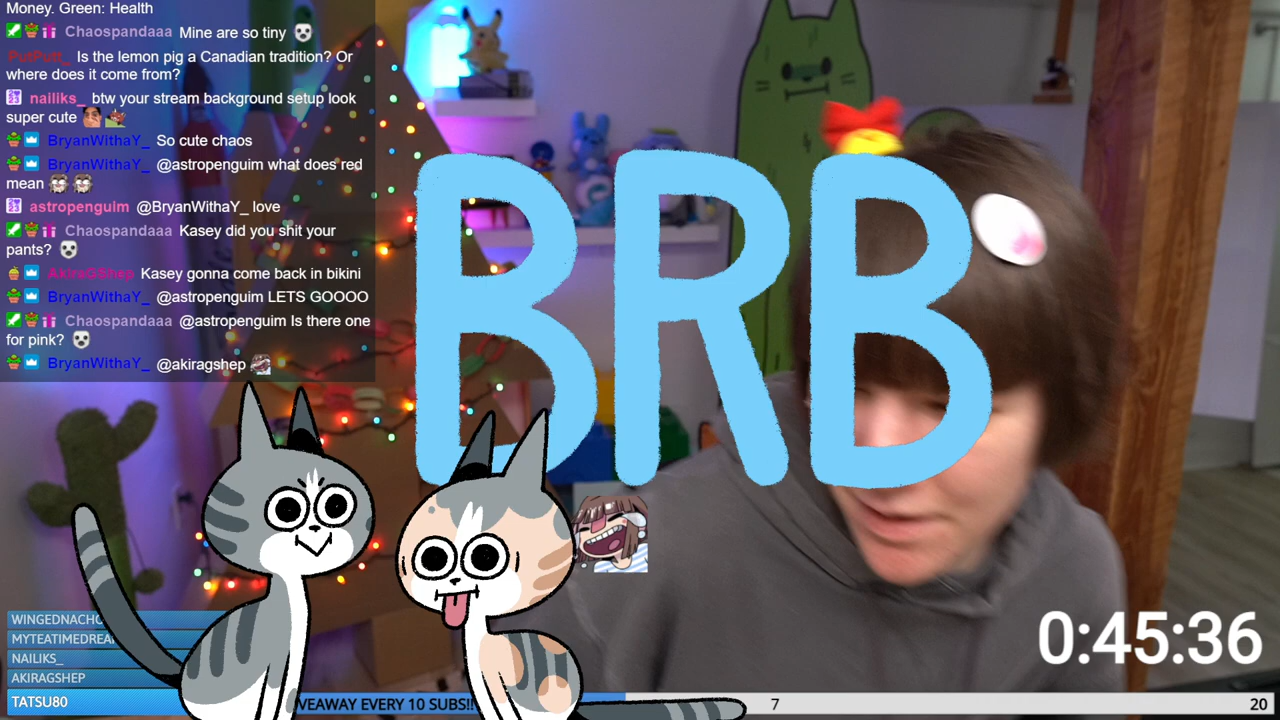 Money. Green: Health
Chaospandaaa Mine are so tiny
PutPutt_ Is the lemon pig a Canadian tradition? Or
where does it come from?
nailiks_ btw your stream background setup look
super cute
BryanWithaY_ So cute chaos
BryanWithaY_ @astropenguim what does red
mean
astropenguim @BryanWithaY_ love
Chaospandaaa Kasey did you shit your
pants?
AkiraGShep Kasey gonna come back in bikini
BryanWithaY_ @astropenguim LETS GOOOO
Chaospandaaa @astropenguim Is there one
for pink?
BryanWithaY_ @akiragshep
BRB
WINGEDNACHO
MYTEATIMEDREA
NAILIKS_
AKIRAGSHEP
TATSU80
VEAWAY EVERY 10 SUBS!!
7
20
0:45:36